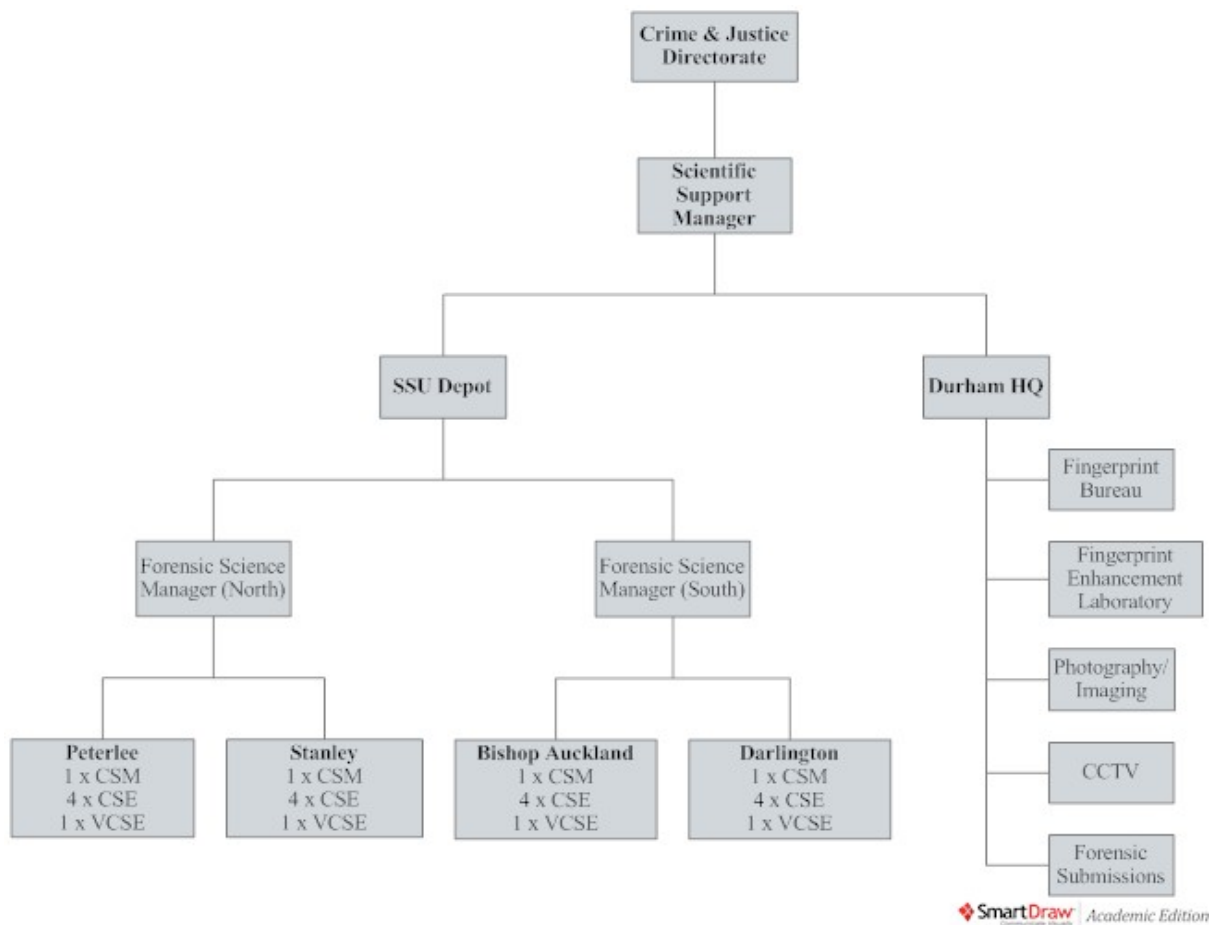 Crime & Justice
Directorate
Scientific
Support
Manager
SSU Depot
Durham HQ
Forensic Science
Manager (North)
Forensic Science
Manager (South)
Peterlee
1 x CSM
4 x CSE
1 x VCSE
Stanley
1 x CSM
4 x CSE
1 x VCSE
Bishop Auckland
1 x CSM
4 x CSE
1 x VCSE
Darlington
1 x CSM
4 x CSE
1 x VCSE
Fingerprint
Bureau
Fingerprint
Enhancement
Laboratory
Photography/
Imaging
CCTV
Forensic
Submissions
SmartDraw Academic Edition